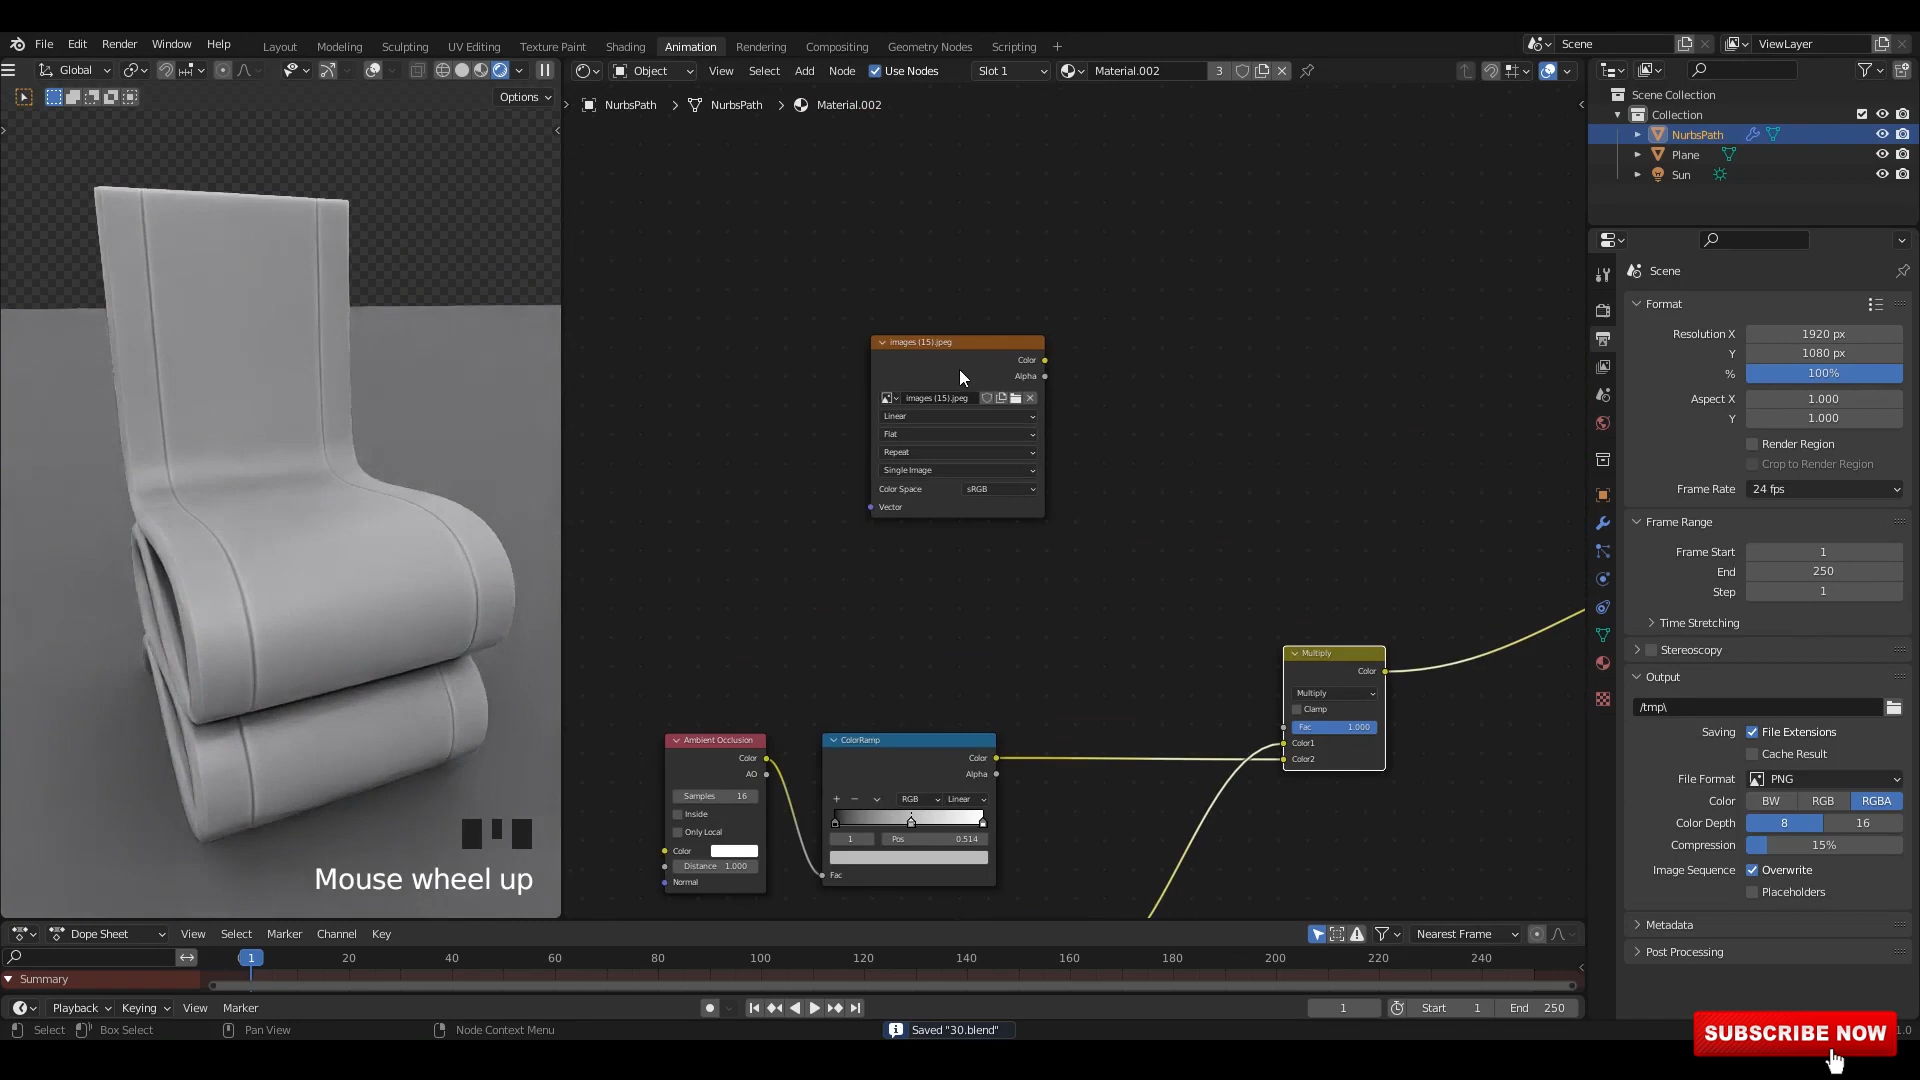 File Edit Render Window Help Layout Modeling Sculpting UV Editing Texture Paint Shading Animation Rendering Compositing Geometry Nodes Scripting + Scene ViewLayer
Global Object View Select Add Node Use Nodes Slot 1 Material.002 3
Options
NurbsPath > NurbsPath > Material.002
Scene Collection
Collection
NurbsPath
Plane
Sun
images (15).jpeg
Color
Alpha
images (15).jpeg
Linear
Flat
Repeat
Single Image
Color Space sRGB
Vector
Multiply
Color
Multiply
Clamp
Fac 1.000
Color1
Color2
Ambient Occlusion
Color
AO
Samples 16
Inside
Only Local
Color
Distance 1.000
Normal
ColorRamp
Color
Alpha
RGB Linear
1 Pos 0.514
Fac
Mouse wheel up
Scene
Format
Resolution X 1920 px
Y 1080 px
% 100%
Aspect X 1.000
Y 1.000
Render Region
Crop to Render Region
Frame Rate 24 fps
Frame Range
Frame Start 1
End 250
Step 1
Time Stretching
Stereoscopy
Output
/tmp\
Saving File Extensions
Cache Result
File Format PNG
Color BW RGB RGBA
Color Depth 8 16
Compression 15%
Image Sequence Overwrite
Placeholders
Metadata
Post Processing
Dope Sheet View Select Marker Channel Key Nearest Frame
1 20 40 60 80 100 120 140 160 180 200 220 240
Summary
Playback Keying View Marker 1 Start 1 End 250
Select Box Select Pan View Node Context Menu Saved "30.blend"
SUBSCRIBE NOW